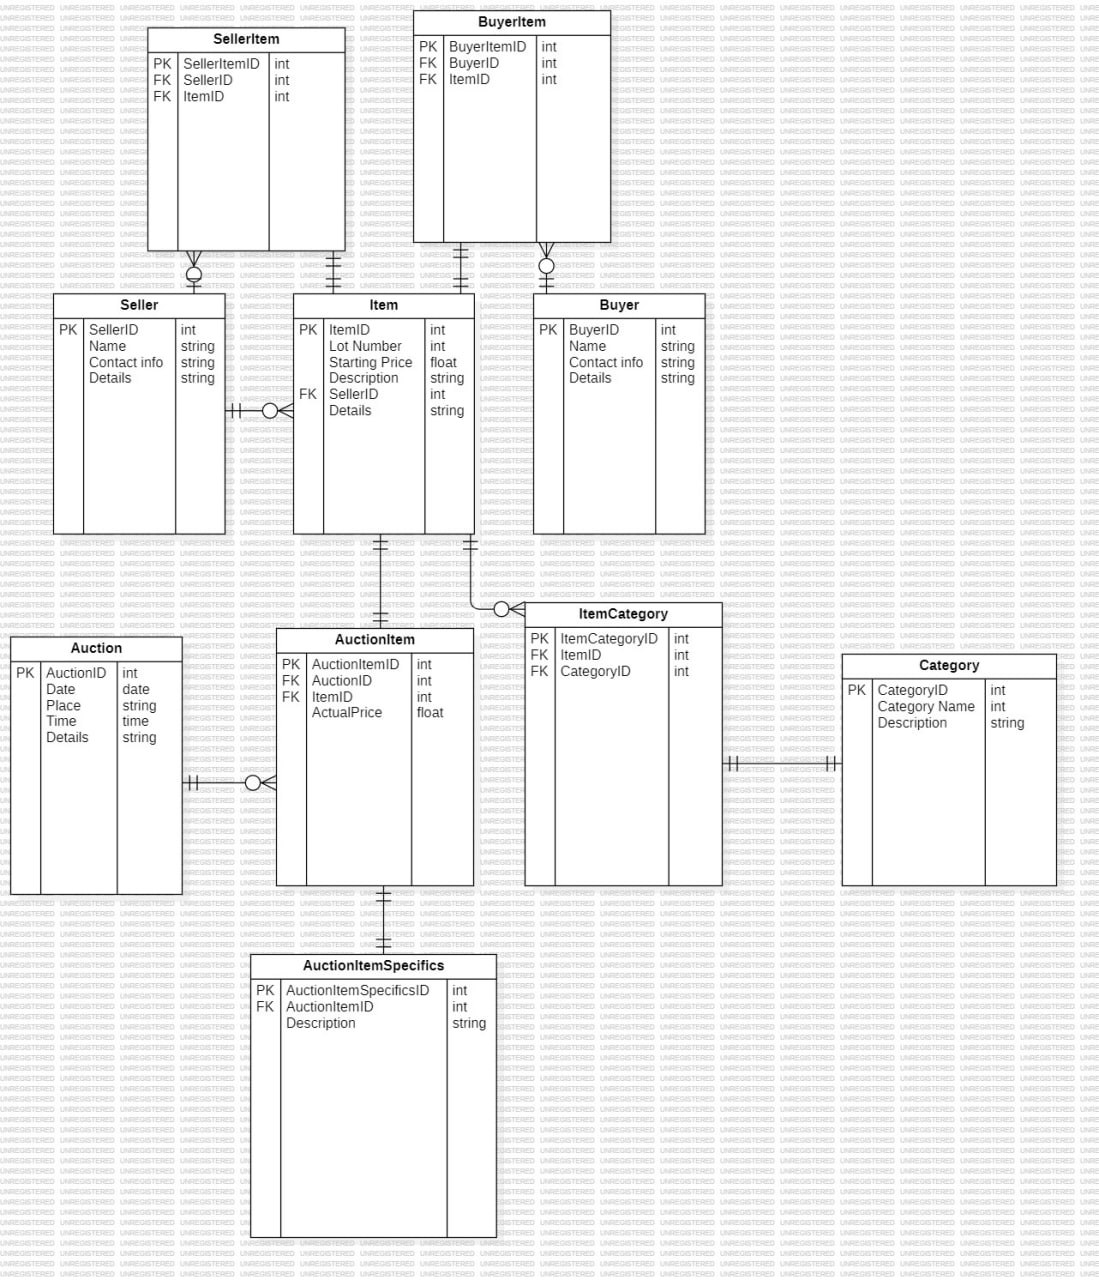 SellerItem
PK SellerItemID int
FK SellerID int
FK ItemID int
BuyerItem
PK BuyerItemID int
FK BuyerID int
FK ItemID int
Seller
PK SellerID int
Name string
Contact info string
Details string
Item
PK ItemID int
Lot Number int
Starting Price float
Description string
FK SellerID int
Details string
Buyer
PK BuyerID int
Name string
Contact info string
Details string
Auction
PK AuctionID int
Date date
Place string
Time time
Details string
AuctionItem
PK AuctionItemID int
FK AuctionID int
FK ItemID int
ActualPrice float
ItemCategory
PK ItemCategoryID int
FK ItemID int
FK CategoryID int
Category
PK CategoryID int
Category Name int
Description string
AuctionItemSpecifics
PK AuctionItemSpecificsID int
FK AuctionItemID int
Description string
UNREGISTERED